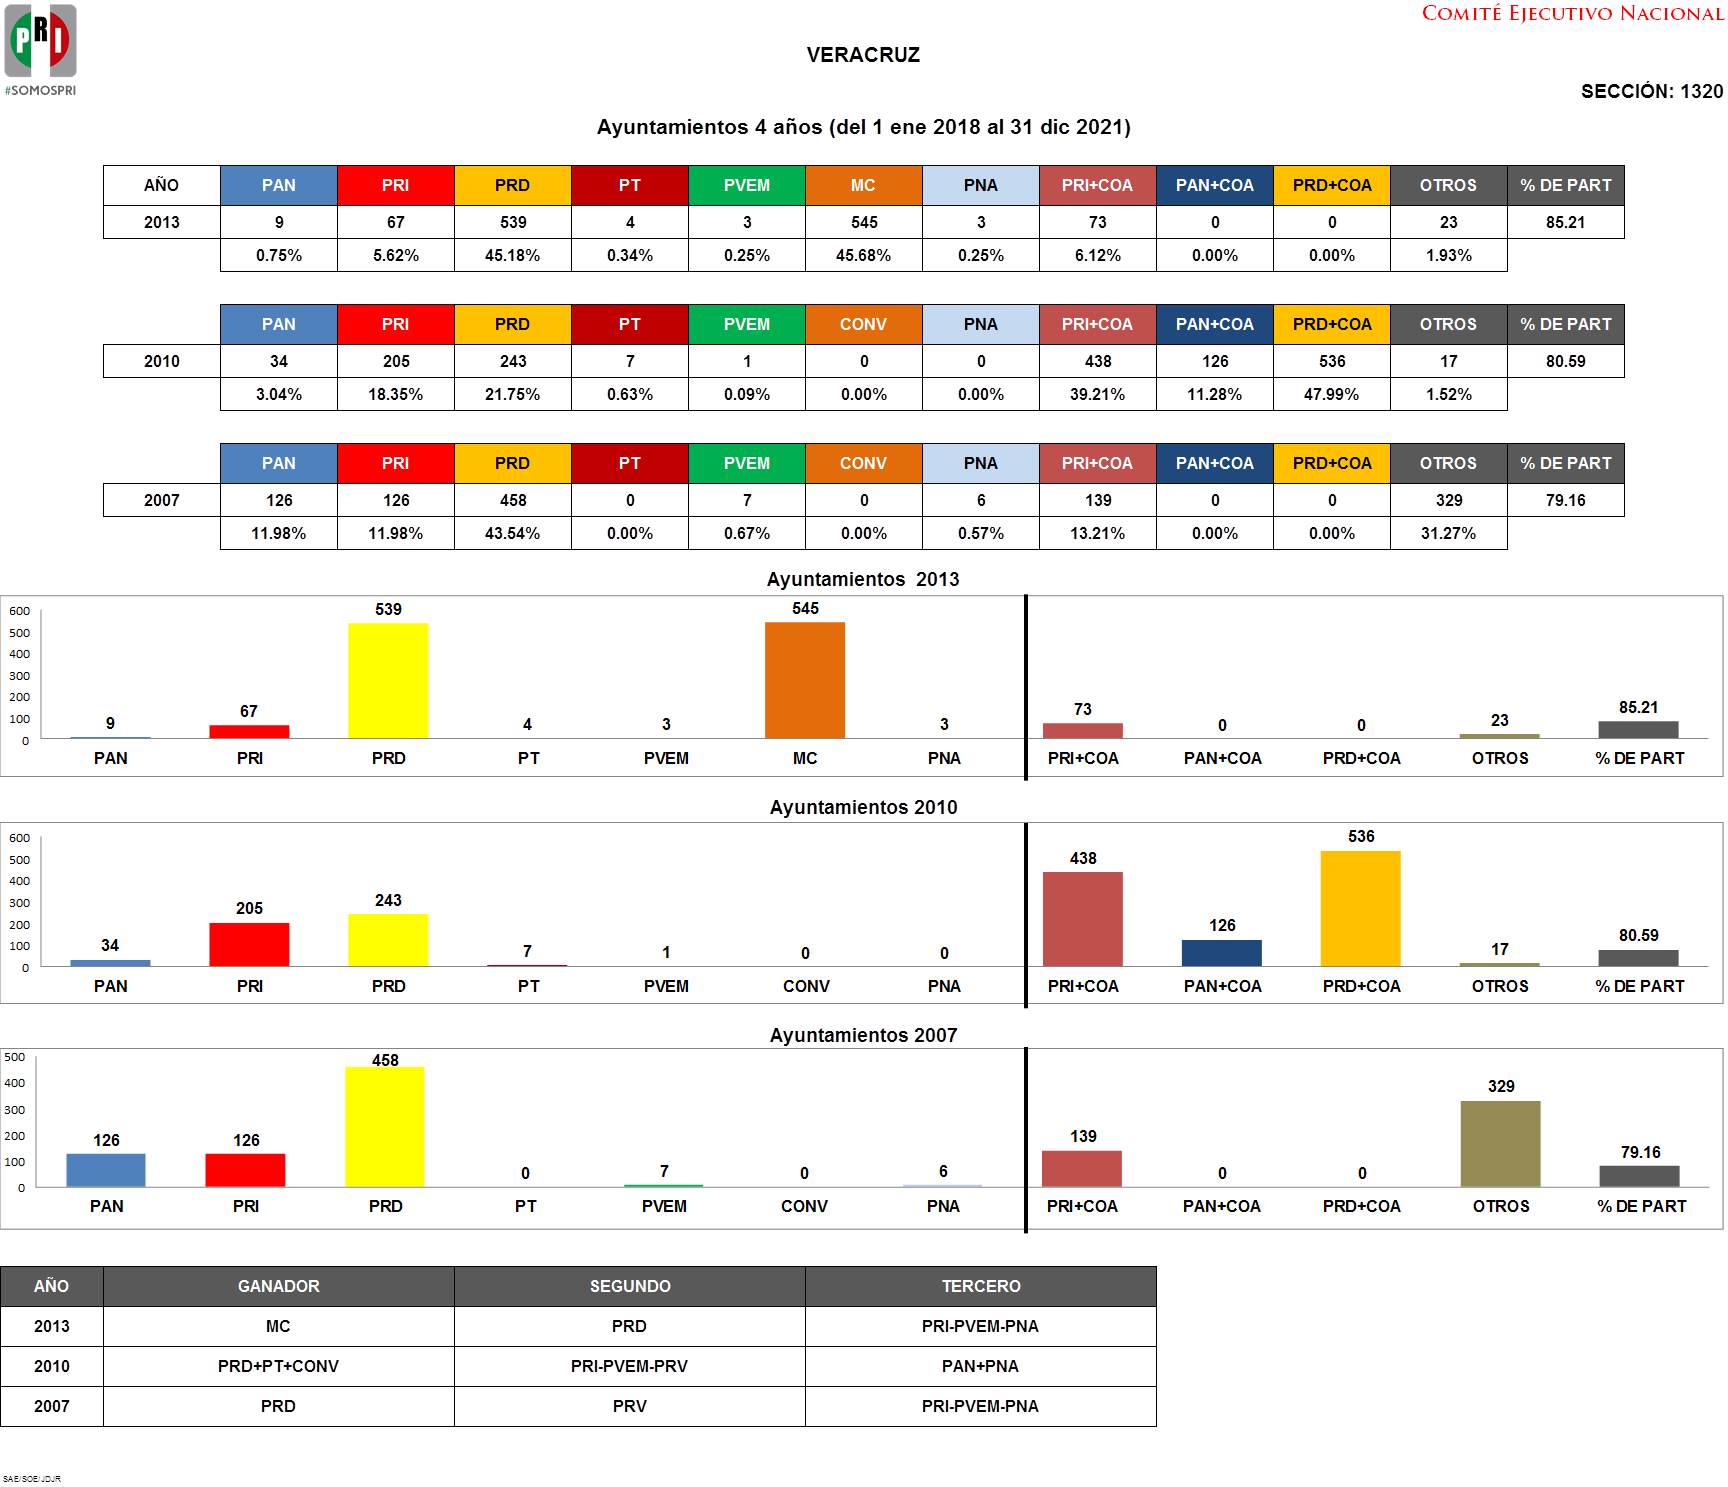 PRI
#SOMOSPRI
COMITÉ EJECUTIVO NACIONAL
VERACRUZ
SECCIÓN: 1320
Ayuntamientos 4 años (del 1 ene 2018 al 31 dic 2021)
AÑO PAN PRI PRD PT PVEM MC PNA PRI+COA PAN+COA PRD+COA OTROS % DE PART
2013 9 67 539 4 3 545 3 73 0 0 23 85.21
0.75% 5.62% 45.18% 0.34% 0.25% 45.68% 0.25% 6.12% 0.00% 0.00% 1.93%
PAN PRI PRD PT PVEM CONV PNA PRI+COA PAN+COA PRD+COA OTROS % DE PART
2010 34 205 243 7 1 0 0 438 126 536 17 80.59
3.04% 18.35% 21.75% 0.63% 0.09% 0.00% 0.00% 39.21% 11.28% 47.99% 1.52%
PAN PRI PRD PT PVEM CONV PNA PRI+COA PAN+COA PRD+COA OTROS % DE PART
2007 126 126 458 0 7 0 6 139 0 0 329 79.16
11.98% 11.98% 43.54% 0.00% 0.67% 0.00% 0.57% 13.21% 0.00% 0.00% 31.27%
Ayuntamientos 2013
600
500
400
300
200
100
0
9 67 539 4 3 545 3 73 0 0 23 85.21
PAN PRI PRD PT PVEM MC PNA PRI+COA PAN+COA PRD+COA OTROS % DE PART
Ayuntamientos 2010
600
500
400
300
200
100
0
34 205 243 7 1 0 0 438 126 536 17 80.59
PAN PRI PRD PT PVEM CONV PNA PRI+COA PAN+COA PRD+COA OTROS % DE PART
Ayuntamientos 2007
500
400
300
200
100
0
126 126 458 0 7 0 6 139 0 0 329 79.16
PAN PRI PRD PT PVEM CONV PNA PRI+COA PAN+COA PRD+COA OTROS % DE PART
AÑO GANADOR SEGUNDO TERCERO
2013 MC PRD PRI-PVEM-PNA
2010 PRD+PT+CONV PRI-PVEM-PRV PAN+PNA
2007 PRD PRV PRI-PVEM-PNA
SAE/SOE/JDJR